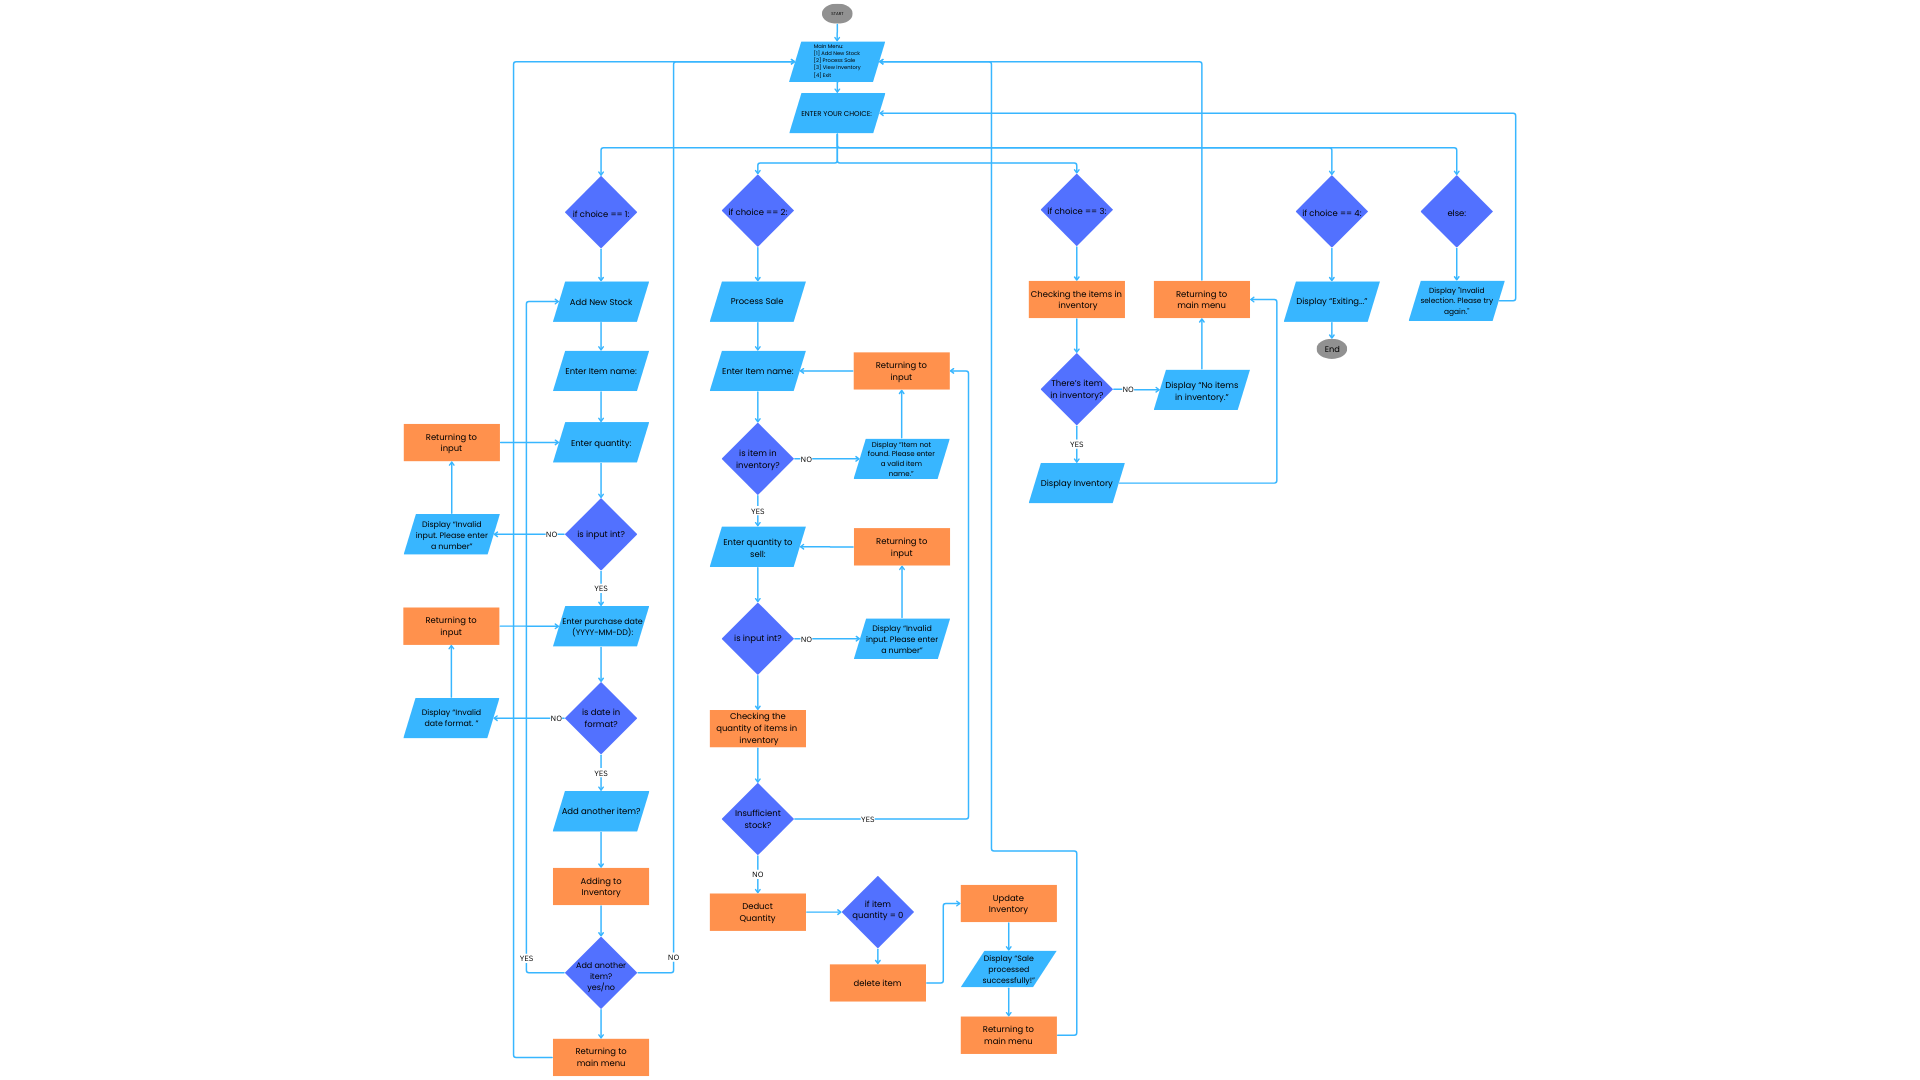 START
Main Menu:
[1] Add New Stock
[2] Process Sale
[3] View Inventory
[4] Exit
ENTER YOUR CHOICE:
if choice == 1:
if choice == 2:
if choice == 3:
if choice == 4:
else:
Add New Stock
Enter Item name:
Enter quantity:
Returning to
input
is input int?
NO
Display “Invalid
input. Please enter
a number”
YES
Enter purchase date
(YYYY-MM-DD):
Returning to
input
is date in
format?
NO
Display “Invalid
date format. ”
YES
Add another item?
Adding to
Inventory
Add another
item?
yes/no
YES
NO
Returning to
main menu
Process Sale
Enter Item name:
Returning to
input
is item in
inventory?
NO
Display “Item not
found. Please enter
a valid item
name.”
YES
Enter quantity to
sell:
Returning to
input
is input int?
NO
Display “Invalid
input. Please enter
a number”
Checking the
quantity of items in
inventory
Insufficient
stock?
YES
NO
Deduct
Quantity
if item
quantity = 0
delete item
Update
Inventory
Display “Sale
processed
successfully!”
Returning to
main menu
Checking the items in
inventory
Returning to
main menu
There’s item
in inventory?
NO
Display “No items
in inventory.”
YES
Display Inventory
Display “Exiting...”
End
Display "Invalid
selection. Please try
again."